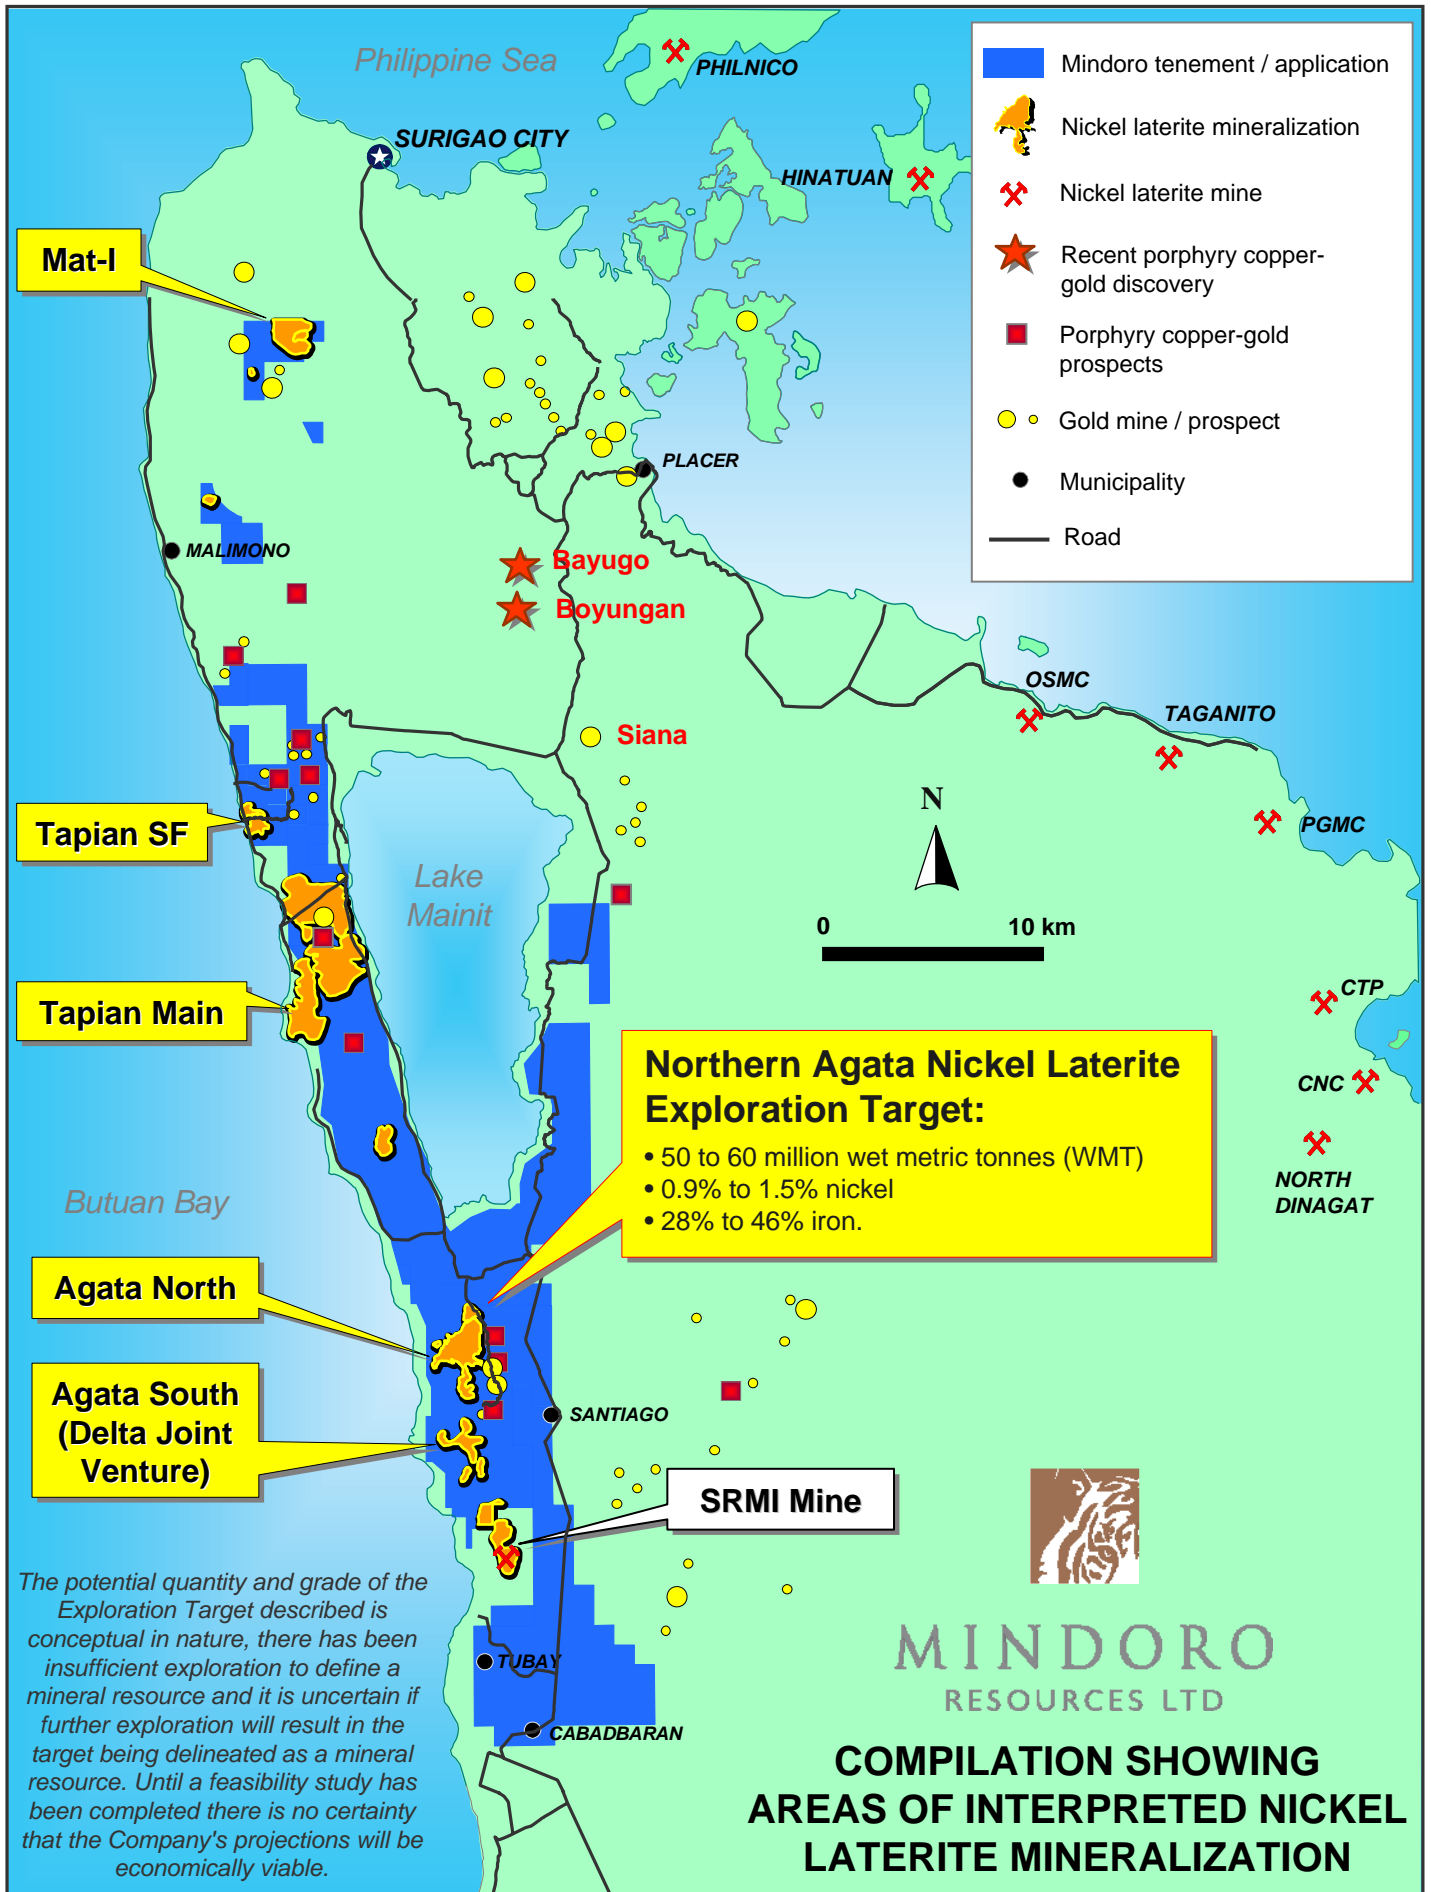 Philippine Sea
PHILNICO
SURIGAO CITY
HINATUAN
Mindoro tenement / application
Nickel laterite mineralization
Nickel laterite mine
Recent porphyry copper-
gold discovery
Porphyry copper-gold
prospects
Gold mine / prospect
Municipality
Road
Mat-I
PLACER
MALIMONO
Bayugo
Boyungan
OSMC
TAGANITO
Siana
PGMC
Tapian SF
Lake
Mainit
N
0
10 km
Tapian Main
CTP
CNC
NORTH
DINAGAT
Northern Agata Nickel Laterite
Exploration Target:
• 50 to 60 million wet metric tonnes (WMT)
• 0.9% to 1.5% nickel
• 28% to 46% iron.
Butuan Bay
Agata North
Agata South
(Delta Joint
Venture)
SANTIAGO
SRMI Mine
TUBAY
CABADBARAN
The potential quantity and grade of the
Exploration Target described is
conceptual in nature, there has been
insufficient exploration to define a
mineral resource and it is uncertain if
further exploration will result in the
target being delineated as a mineral
resource. Until a feasibility study has
been completed there is no certainty
that the Company's projections will be
economically viable.
MINDORO
RESOURCES LTD
COMPILATION SHOWING
AREAS OF INTERPRETED NICKEL
LATERITE MINERALIZATION